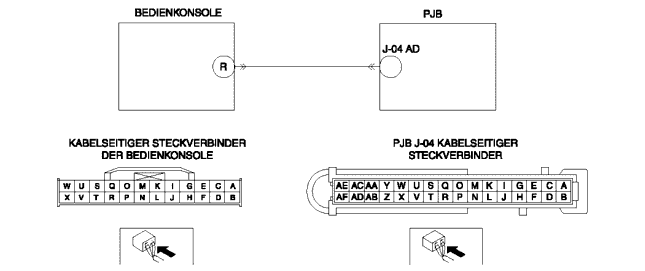 BEDIENKONSOLE
PJB
R
J-04 AD
KABELSEITIGER STECKVERBINDER
DER BEDIENKONSOLE
W U S Q O M K I G E C A
X V T R P N L J H F D B
PJB J-04 KABELSEITIGER
STECKVERBINDER
AE AC AA Y W U S Q O M K I G E C A
AF AD AB Z X V T R P N L J H F D B